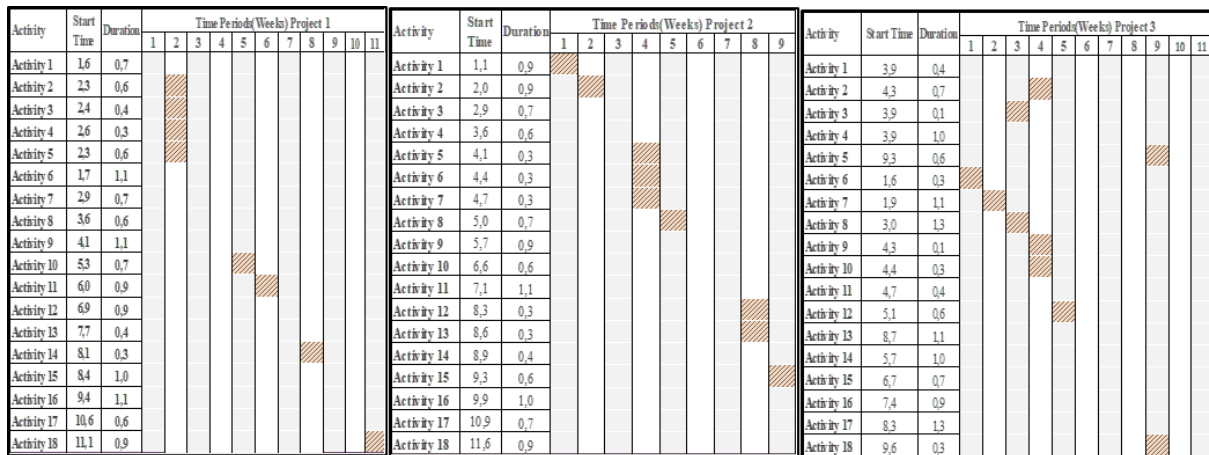 Activity Start Time Duration Time Periods(Weeks) Project 1
1 2 3 4 5 6 7 8 9 10 11
Activity 1 1,6 0,7
Activity 2 2,3 0,6
Activity 3 2,4 0,4
Activity 4 2,6 0,3
Activity 5 2,3 0,6
Activity 6 1,7 1,1
Activity 7 2,9 0,7
Activity 8 3,6 0,6
Activity 9 4,1 1,1
Activity 10 5,3 0,7
Activity 11 6,0 0,9
Activity 12 6,9 0,9
Activity 13 7,7 0,4
Activity 14 8,1 0,3
Activity 15 8,4 1,0
Activity 16 9,4 1,1
Activity 17 10,6 0,6
Activity 18 11,1 0,9
Activity Start Time Duration Time Periods(Weeks) Project 2
1 2 3 4 5 6 7 8 9
Activity 1 1,1 0,9
Activity 2 2,0 0,9
Activity 3 2,9 0,7
Activity 4 3,6 0,6
Activity 5 4,1 0,3
Activity 6 4,4 0,3
Activity 7 4,7 0,3
Activity 8 5,0 0,7
Activity 9 5,7 0,9
Activity 10 6,6 0,6
Activity 11 7,1 1,1
Activity 12 8,3 0,3
Activity 13 8,6 0,3
Activity 14 8,9 0,4
Activity 15 9,3 0,6
Activity 16 9,9 1,0
Activity 17 10,9 0,7
Activity 18 11,6 0,9
Activity Start Time Duration Time Periods(Weeks) Project 3
1 2 3 4 5 6 7 8 9 10 11
Activity 1 3,9 0,4
Activity 2 4,3 0,7
Activity 3 3,9 0,1
Activity 4 3,9 1,0
Activity 5 9,3 0,6
Activity 6 1,6 0,3
Activity 7 1,9 1,1
Activity 8 3,0 1,3
Activity 9 4,3 0,1
Activity 10 4,4 0,3
Activity 11 4,7 0,4
Activity 12 5,1 0,6
Activity 13 8,7 1,1
Activity 14 5,7 1,0
Activity 15 6,7 0,7
Activity 16 7,4 0,9
Activity 17 8,3 1,3
Activity 18 9,6 0,3